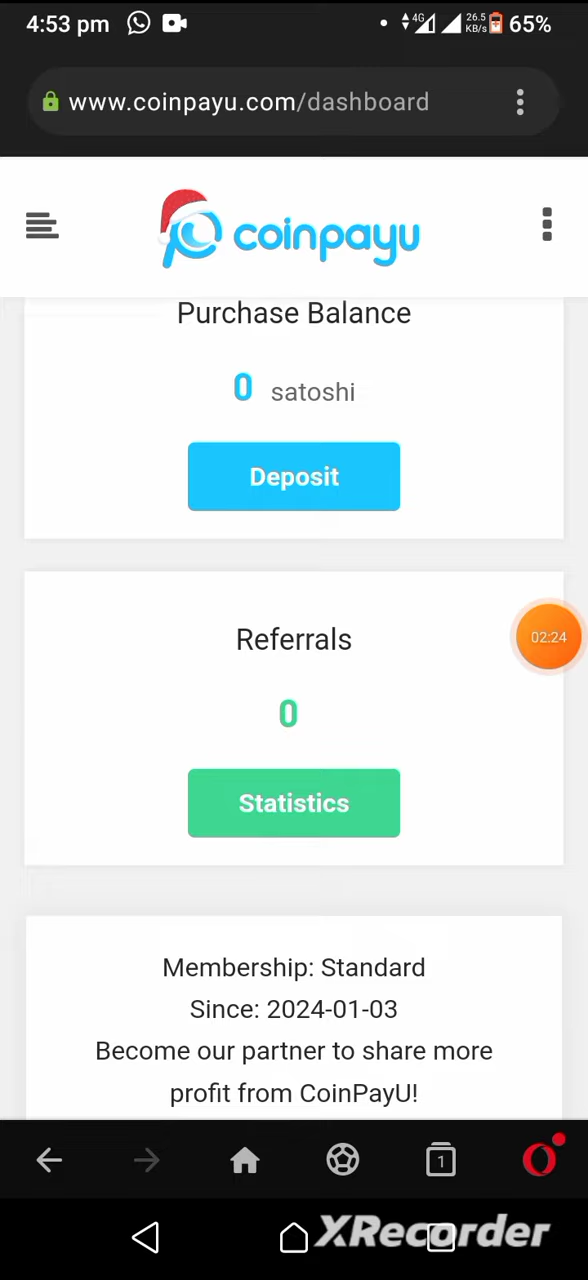 4:53 pm 4G 26.5 KB/s 65%
www.coinpayu.com/dashboard
coinpayu
Purchase Balance
0 satoshi
Deposit
Referrals
02:24
0
Statistics
Membership: Standard
Since: 2024-01-03
Become our partner to share more
profit from CoinPayU!
1
XRecorder